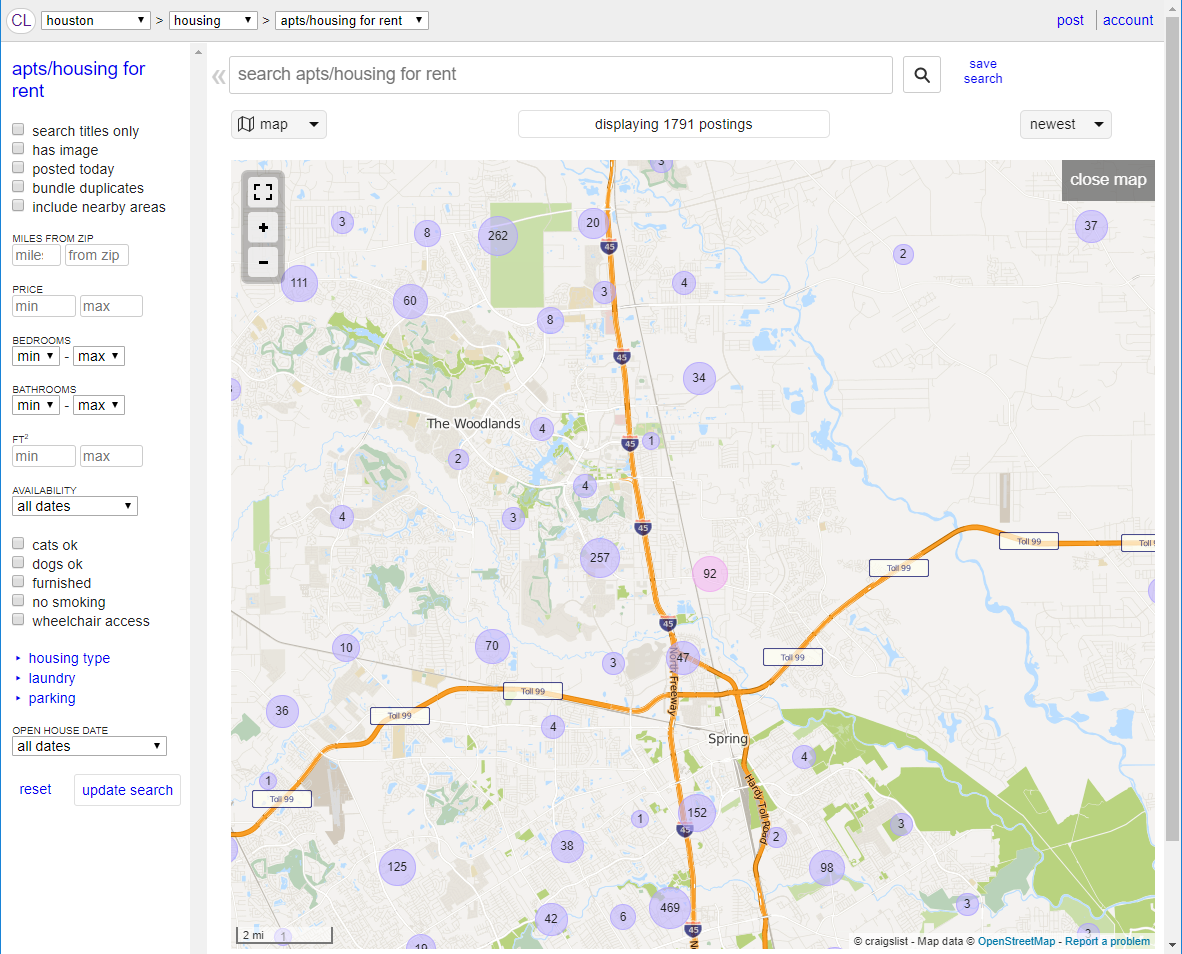 CL houston > housing > apts/housing for rent post account
apts/housing for
rent
search titles only
has image
posted today
bundle duplicates
include nearby areas
MILES FROM ZIP
miles from zip
PRICE
min max
BEDROOMS
min - max
BATHROOMS
min - max
FT²
min max
AVAILABILITY
all dates
cats ok
dogs ok
furnished
no smoking
wheelchair access
housing type
laundry
parking
OPEN HOUSE DATE
all dates
reset update search
search apts/housing for rent
save
search
map
displaying 1791 postings
newest
close map
+
−
3
3
8
262
20
45
2
37
111
60
3
4
8
45
34
The Woodlands
4
45
1
2
4
4
3
45
257
92
Toll 99
Toll 99
45
10
70
3
47
Toll 99
North Freeway
Toll 99
36
Toll 99
4
Spring
4
1
Toll 99
Hardy Toll Road
1
152
45
2
3
38
125
98
42
6
469
3
45
19
1
2
2 mi
© craigslist - Map data © OpenStreetMap - Report a problem